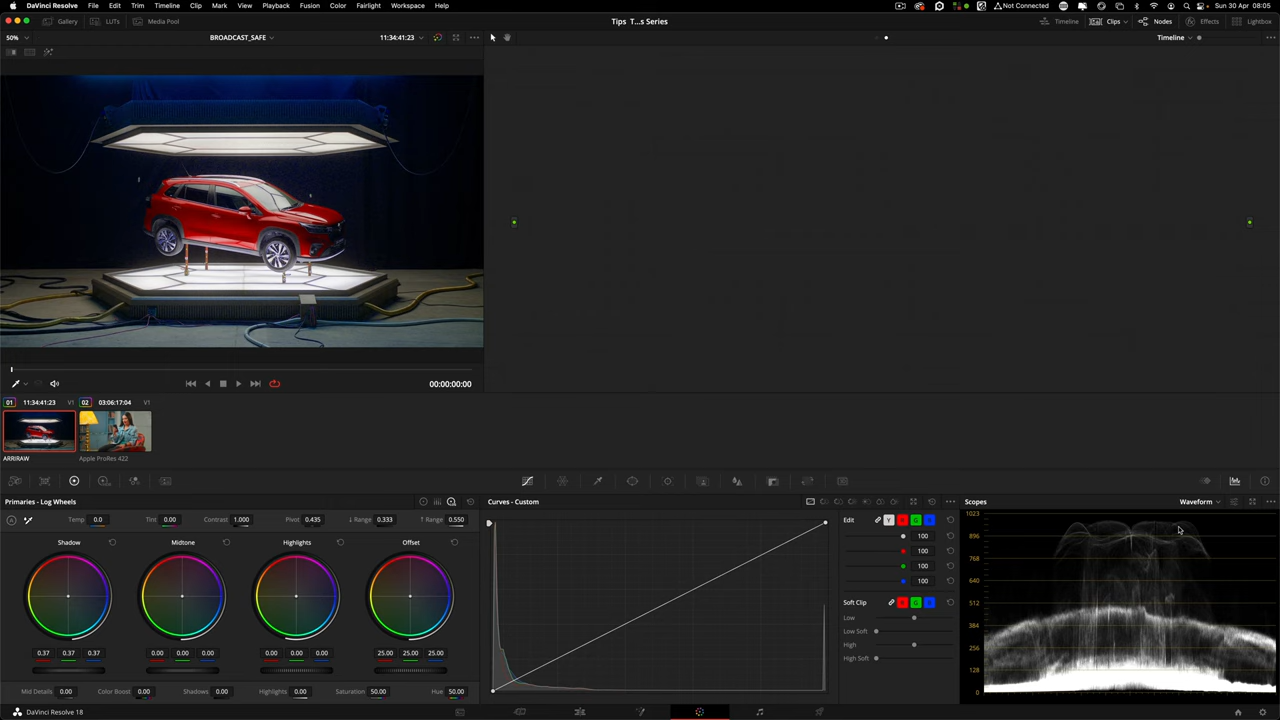 DaVinci Resolve File Edit Trim Timeline Clip Mark View Playback Fusion Color Fairlight Workspace Help Not Connected Sun 30 Apr 08:05
Gallery LUTs Media Pool Tips T...s Series Timeline Clips Nodes Effects Lightbox
50% BROADCAST_SAFE 11:34:41:23 Timeline
00:00:00:00
01 11:34:41:23 V1 02 03:06:17:04 V1
ARRIRAW Apple ProRes 422
Primaries - Log Wheels Curves - Custom Scopes Waveform
Temp 0.0 Tint 0.00 Contrast 1.000 Pivot 0.435 ↓ Range 0.333 ↑ Range 0.550
Shadow Midtone Highlights Offset
0.37 0.37 0.37 0.00 0.00 0.00 0.00 0.00 0.00 25.00 25.00 25.00
Mid Details 0.00 Color Boost 0.00 Shadows 0.00 Highlights 0.00 Saturation 50.00 Hue 50.00
Edit Y R G B
100
100
100
100
Soft Clip R G B
Low
Low Soft
High
High Soft
1023
896
768
640
512
384
256
128
0
DaVinci Resolve 18